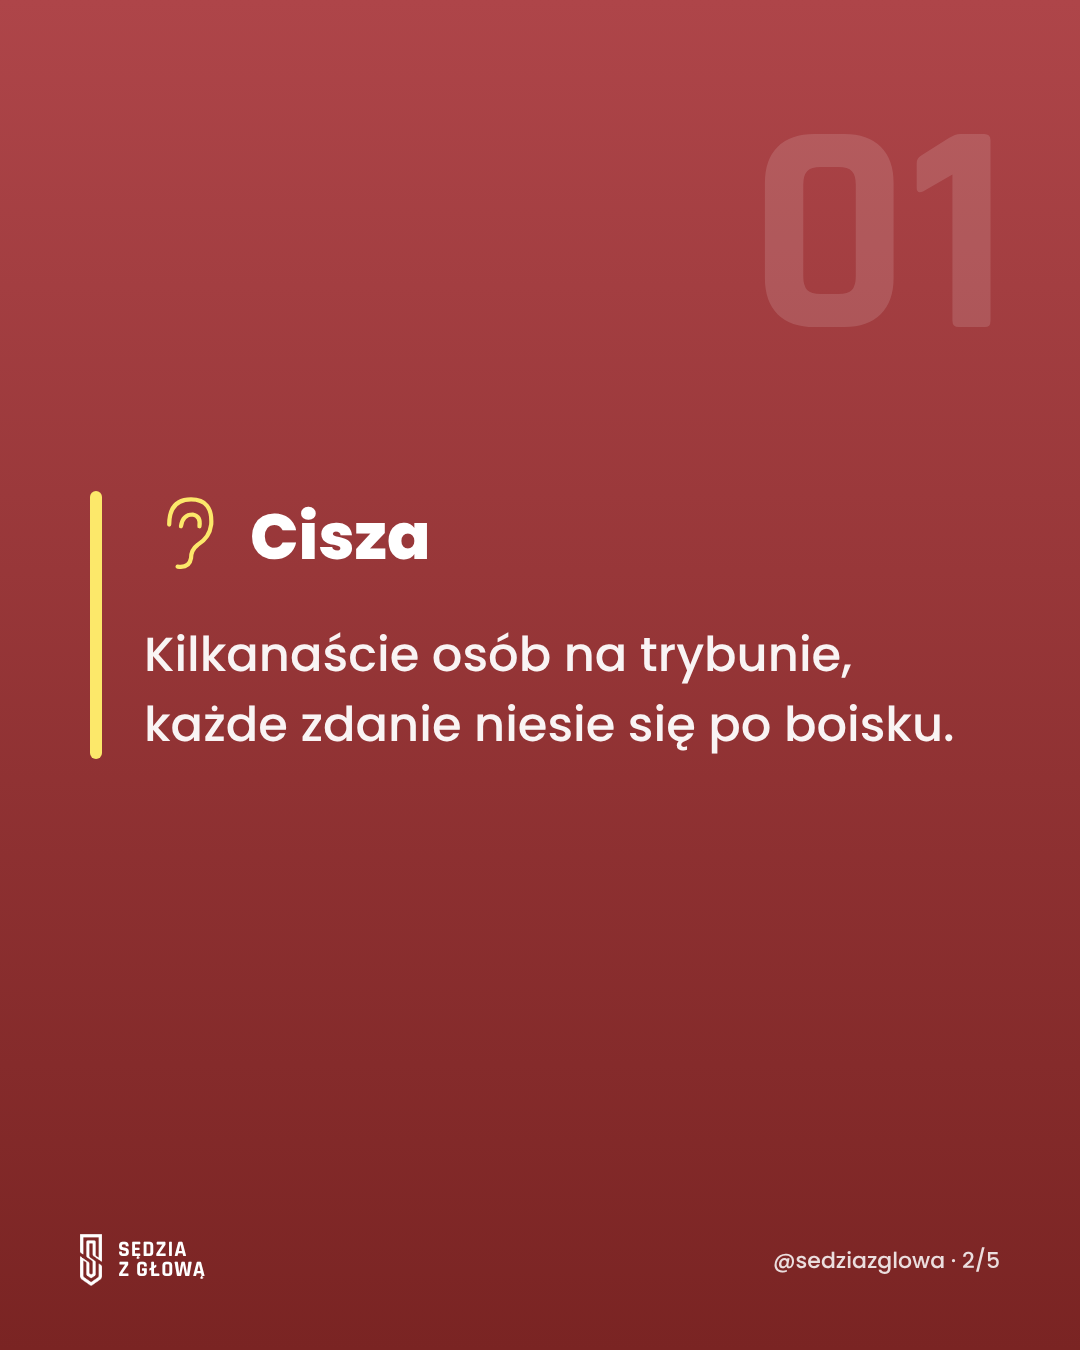 01
Cisza
Kilkanaście osób na trybunie,
każde zdanie niesie się po boisku.
SĘDZIA
Z GŁOWĄ
@sedziazglowa · 2/5